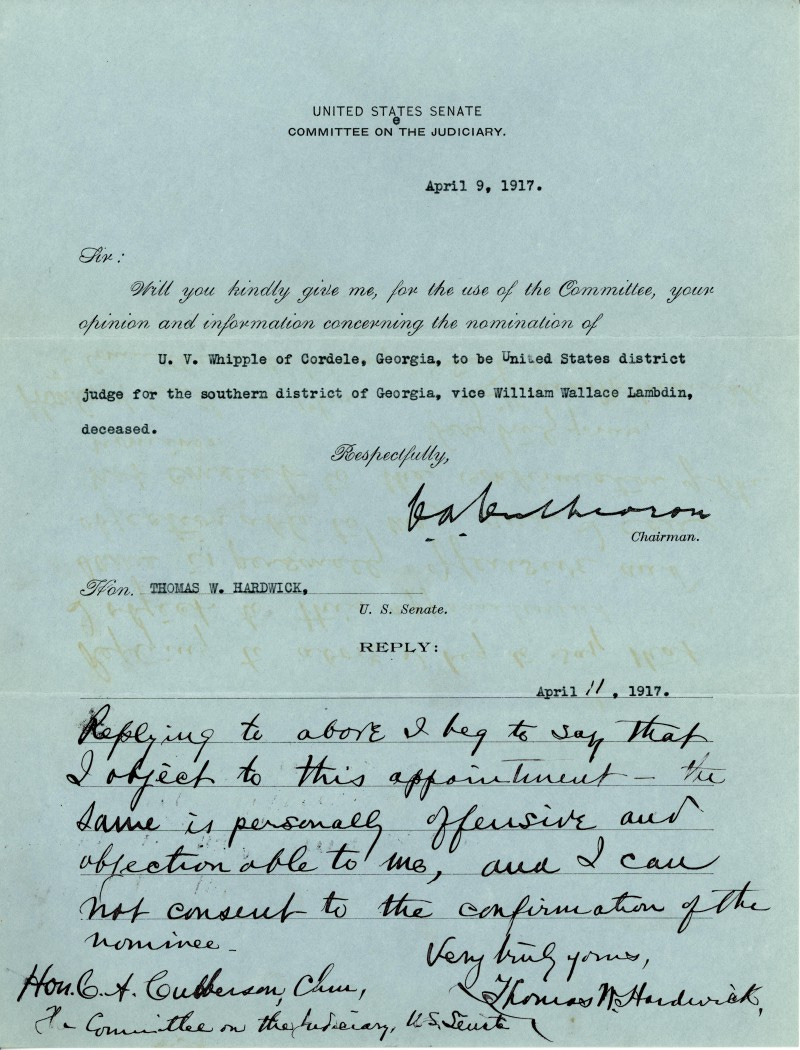 UNITED STATES SENATE
e
COMMITTEE ON THE JUDICIARY.
April 9, 1917.
Sir:
Will you kindly give me, for the use of the Committee, your
opinion and information concerning the nomination of
U. V. Whipple of Cordele, Georgia, to be United States district
judge for the southern district of Georgia, vice William Wallace Lambdin,
deceased.
Respectfully,
C A Culberson
Chairman.
Hon. THOMAS W. HARDWICK,
U. S. Senate.
REPLY:
April 11, 1917.
Replying to above I beg to say that
I object to this appointment – the
same is personally offensive and
objectionable to me, and I can
not consent to the confirmation of the
nominee –
Very truly yours,
Hon. C. A. Culberson, Chm,
Thomas W. Hardwick,
Committee on the Judiciary, U.S. Senate